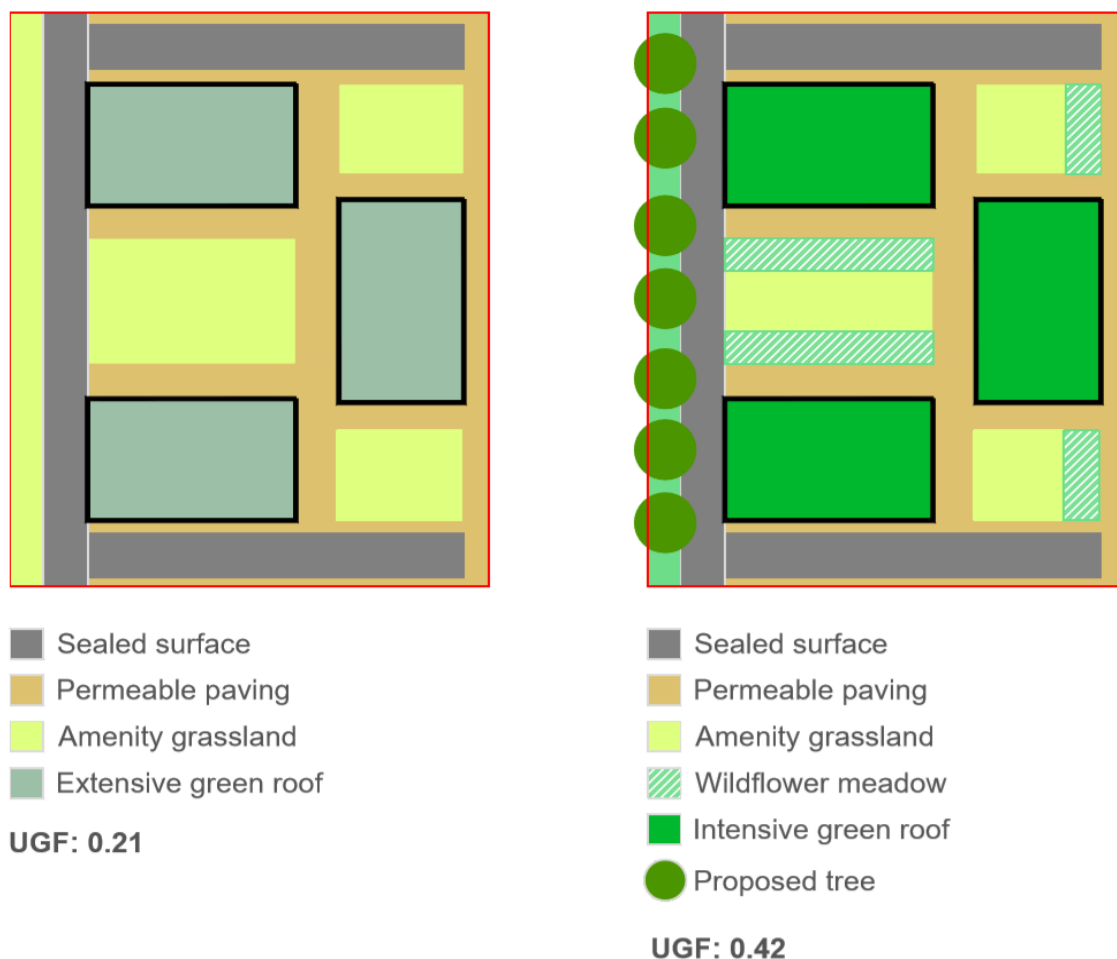 Sealed surface
Permeable paving
Amenity grassland
Extensive green roof
UGF: 0.21
Sealed surface
Permeable paving
Amenity grassland
Wildflower meadow
Intensive green roof
Proposed tree
UGF: 0.42